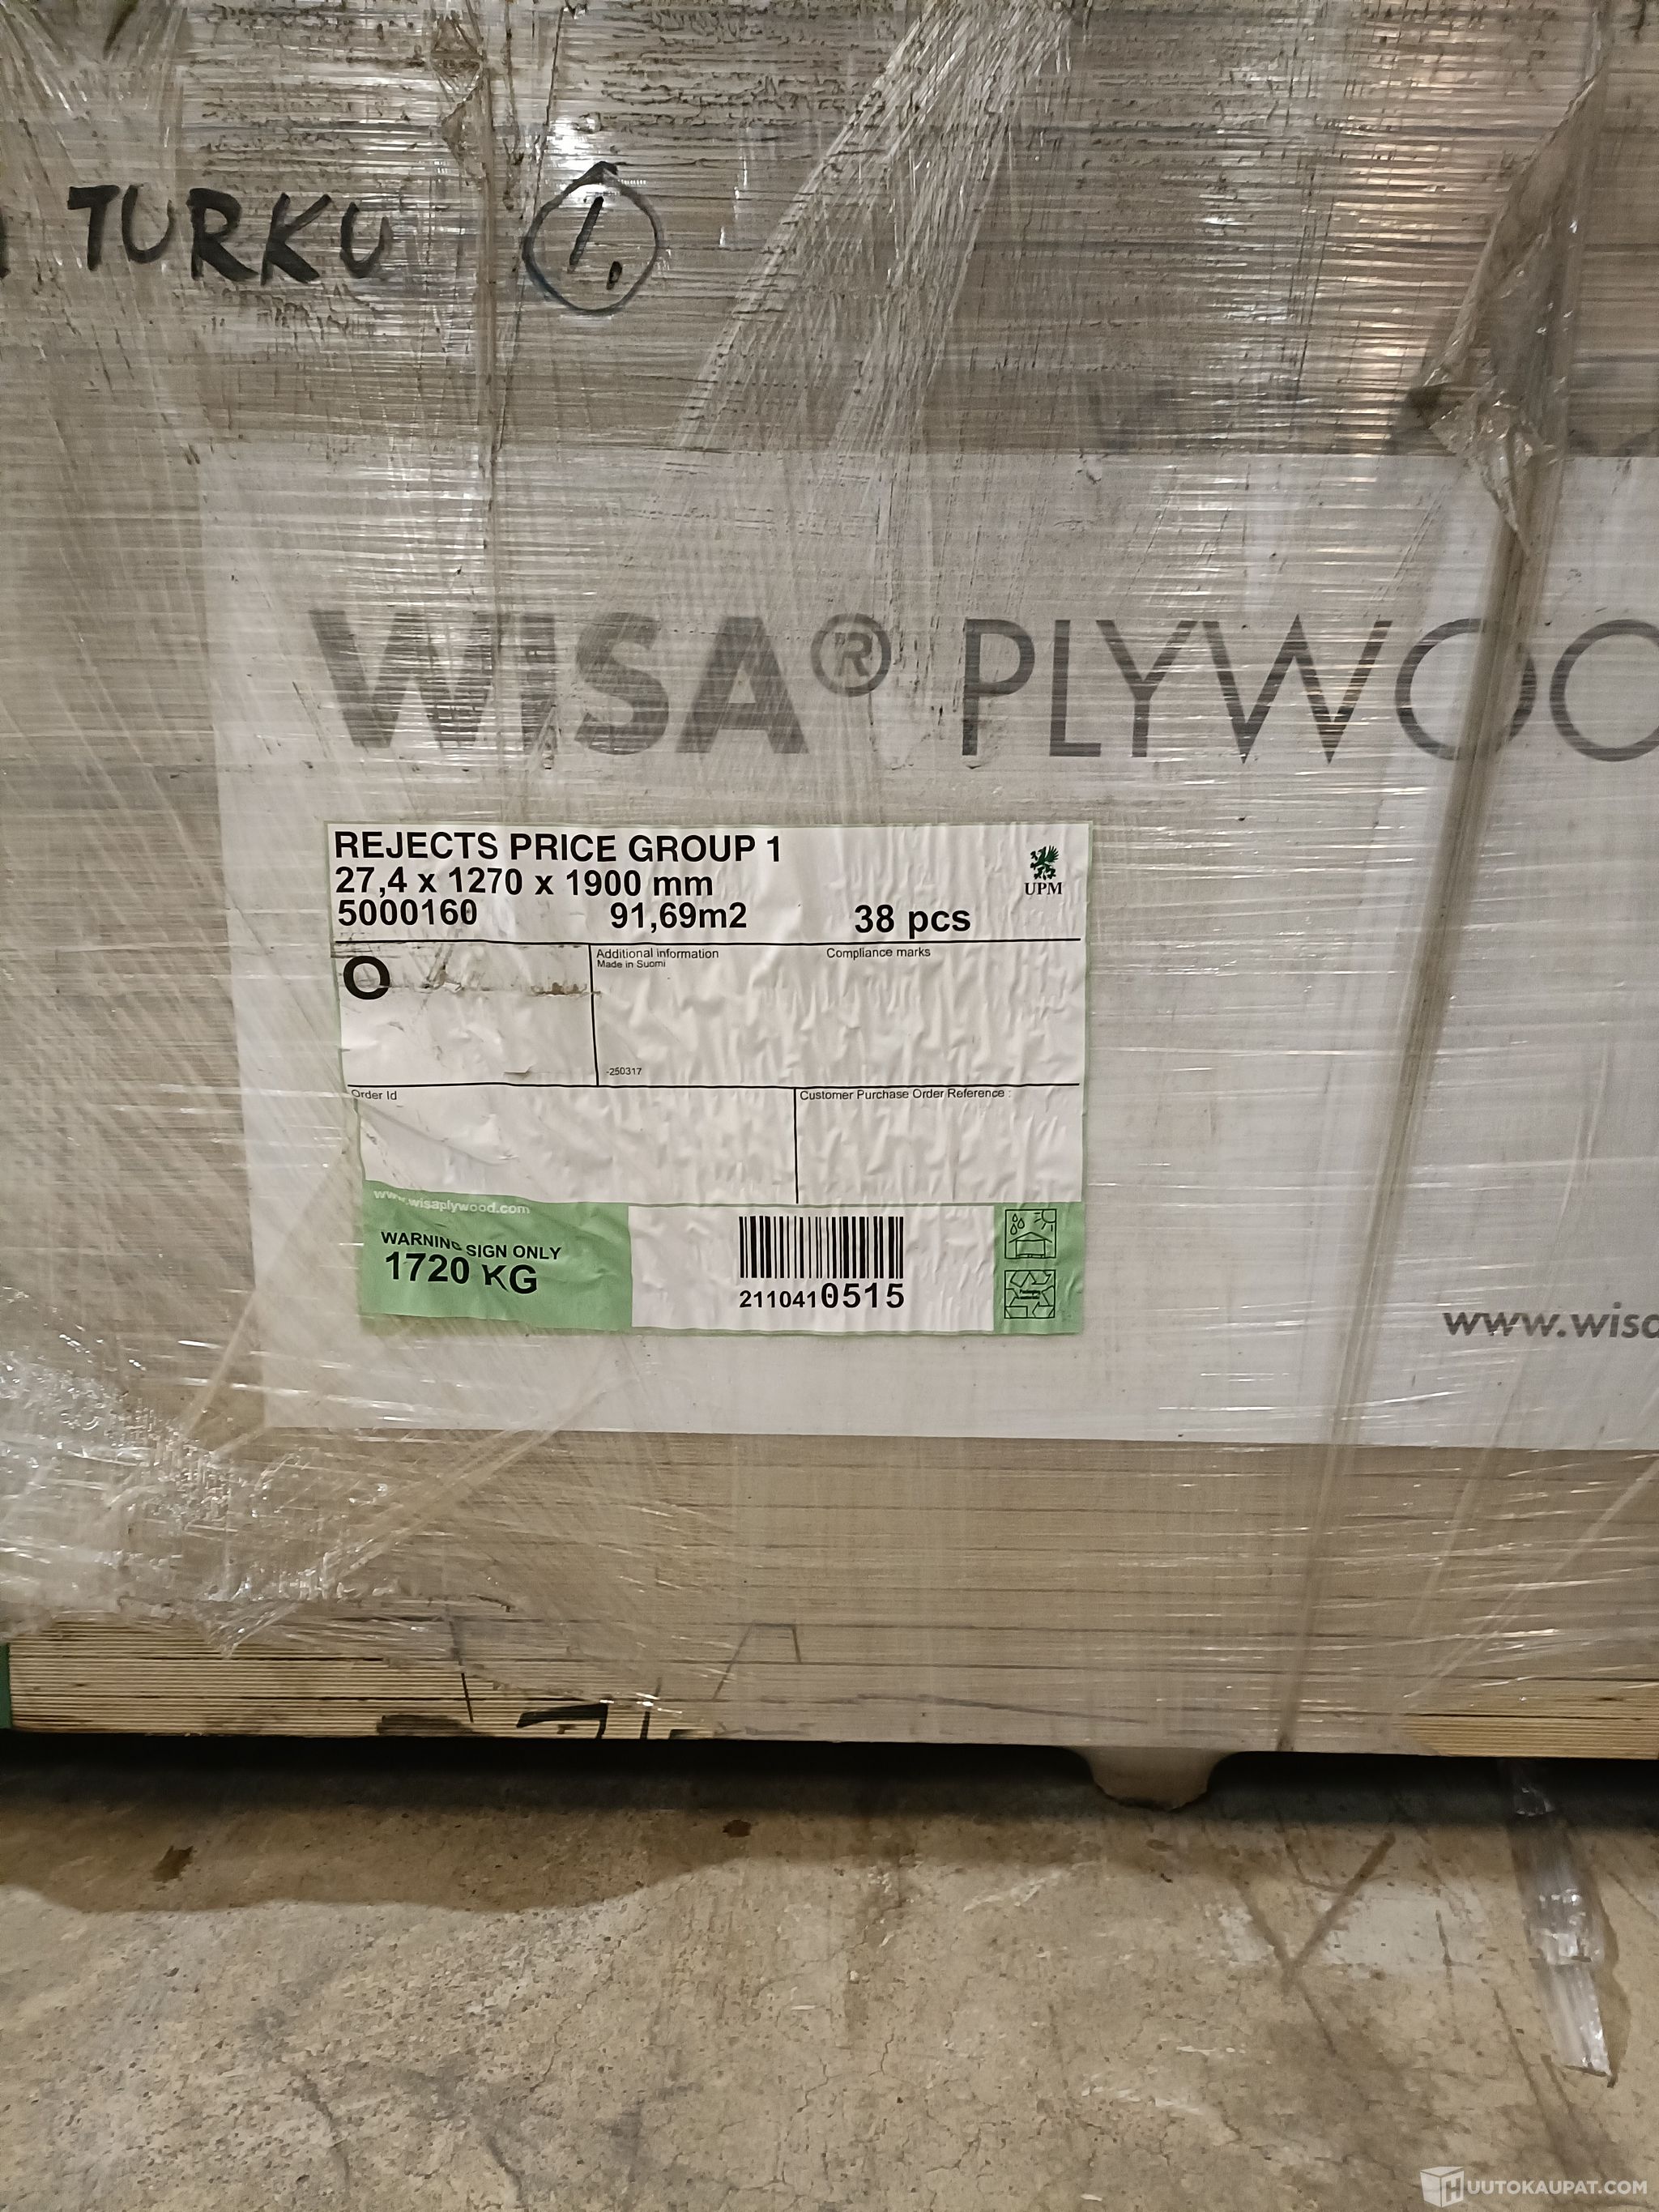 TURKU 1.
WISA® PLYWOO
REJECTS PRICE GROUP 1
27,4 x 1270 x 1900 mm
5000160 91,69m2 38 pcs
UPM
O
Additional information
Made in Suomi
Compliance marks
-250317
Order Id
Customer Purchase Order Reference :
www.wisaplywood.com
WARNING SIGN ONLY
1720 KG
2110410515
www.wisa
HUUTOKAUPAT.COM